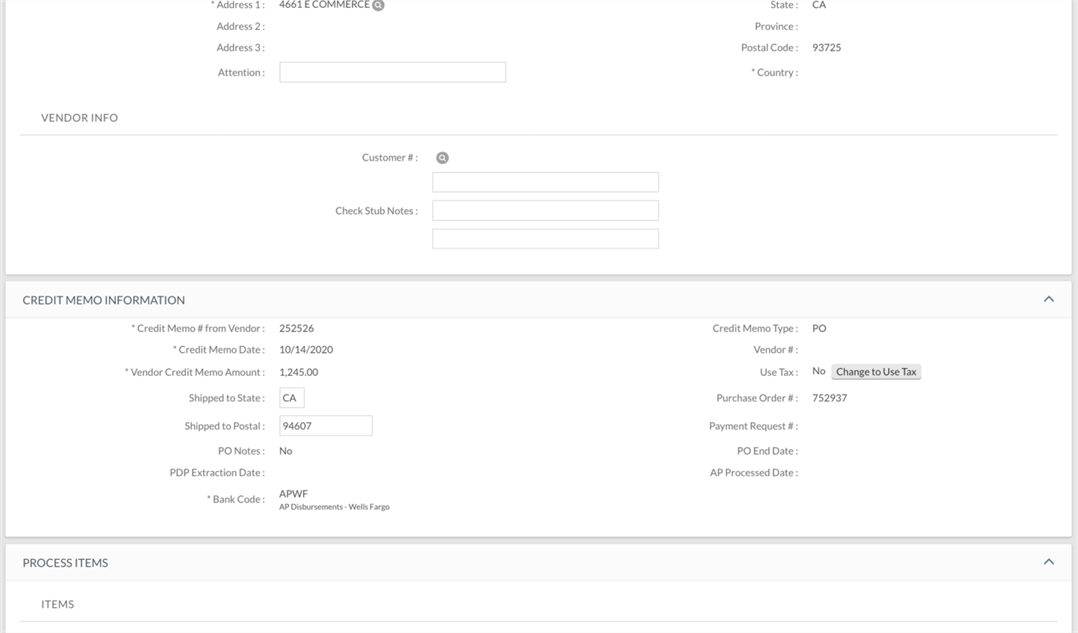 * Address 1 : 4661 E COMMERCE State : CA
Address 2 : Province :
Address 3 : Postal Code : 93725
Attention : * Country :
VENDOR INFO
Customer # :
Check Stub Notes :
CREDIT MEMO INFORMATION
* Credit Memo # from Vendor : 252526 Credit Memo Type : PO
* Credit Memo Date : 10/14/2020 Vendor # :
* Vendor Credit Memo Amount : 1,245.00 Use Tax : No Change to Use Tax
Shipped to State : CA Purchase Order # : 752937
Shipped to Postal : 94607 Payment Request # :
PO Notes : No PO End Date :
PDP Extraction Date : AP Processed Date :
* Bank Code : APWF
AP Disbursements - Wells Fargo
PROCESS ITEMS
ITEMS